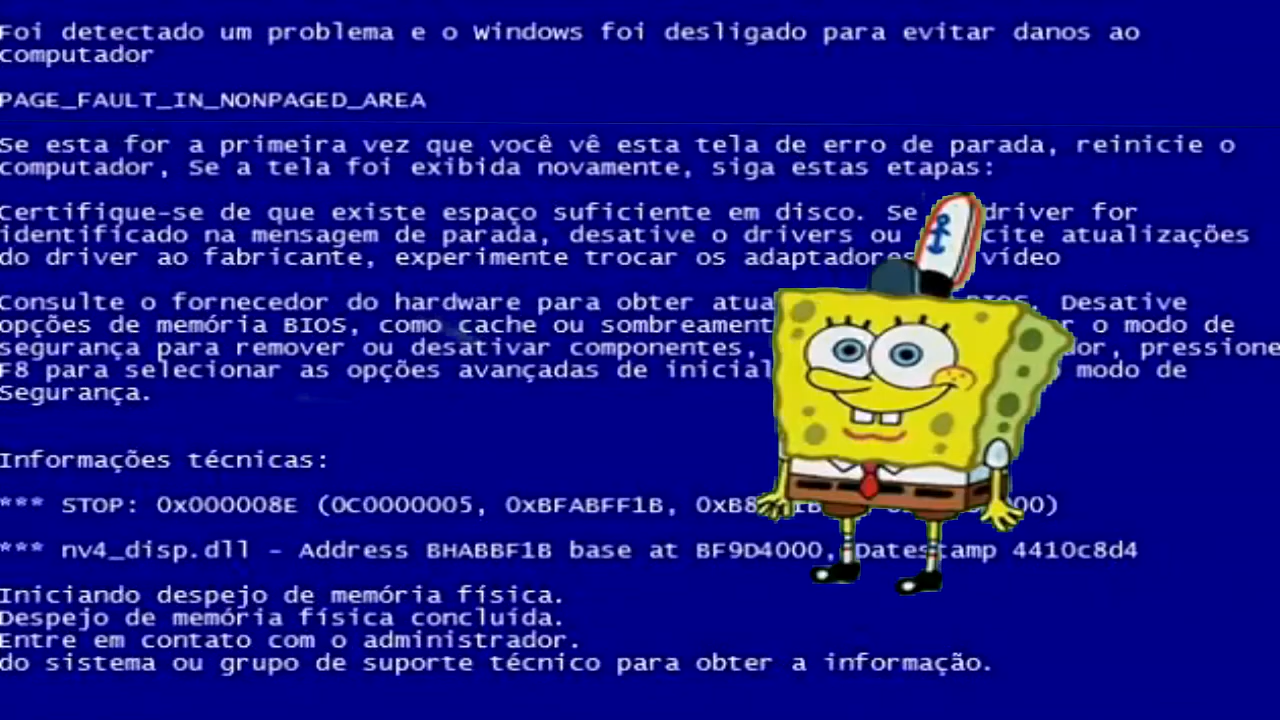 Foi detectado um problema e o Windows foi desligado para evitar danos ao
computador
PAGE_FAULT_IN_NONPAGED_AREA
Se esta for a primeira vez que você vê esta tela de erro de parada, reinicie o
computador, Se a tela foi exibida novamente, siga estas etapas:
Certifique-se de que existe espaço suficiente em disco. Se driver for
identificado na mensagem de parada, desative o drivers ou cite atualizações
do driver ao fabricante, experimente trocar os adaptadores vídeo
Consulte o fornecedor do hardware para obter BIOS. Desative
opções de memória BIOS, como cache ou o modo de
segurança para remover ou desativar componentes, pressione
F8 para selecionar as opções avançadas de modo de
Segurança.
Informações técnicas:
*** STOP: 0x000008E (0C0000005, 0xBFABFF1B,
*** nv4_disp.dll - Address BHABBF1B base at BF9D4000, Datestamp 4410c8d4
Iniciando despejo de memória física.
Despejo de memória física concluída.
Entre em contato com o administrador.
do sistema ou grupo de suporte técnico para obter a informação.